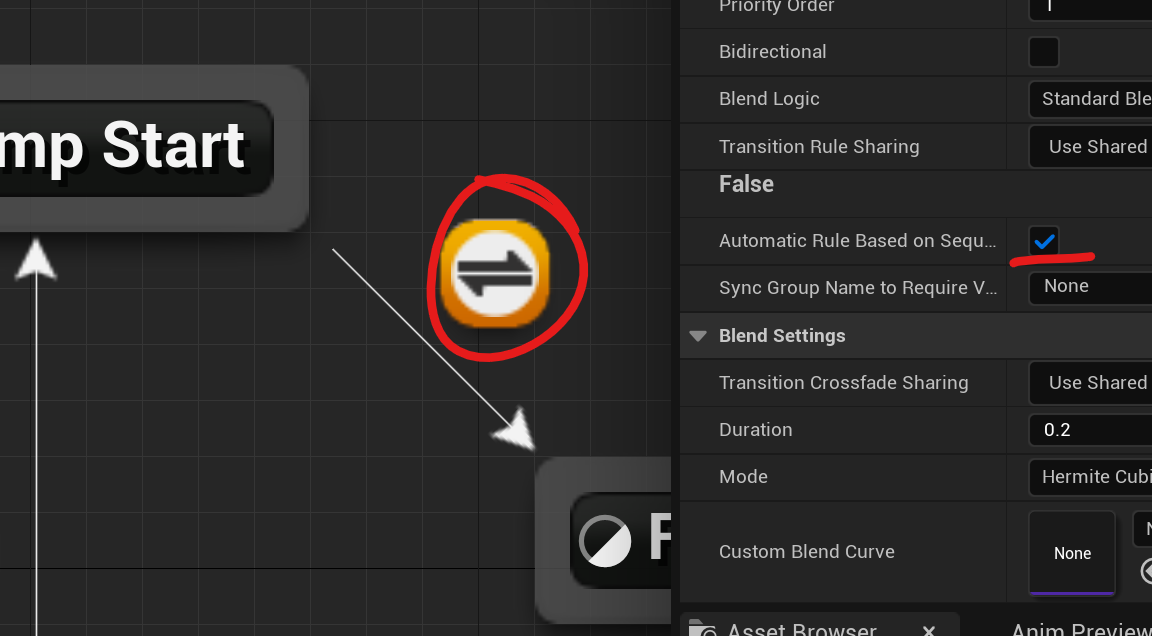 mp Start
F
Priority Order
1
Bidirectional
Blend Logic
Standard Ble
Transition Rule Sharing
Use Shared
False
Automatic Rule Based on Sequ...
Sync Group Name to Require V...
None
Blend Settings
Transition Crossfade Sharing
Use Shared
Duration
0.2
Mode
Hermite Cubi
Custom Blend Curve
None
N
Asset Browser
Anim Preview